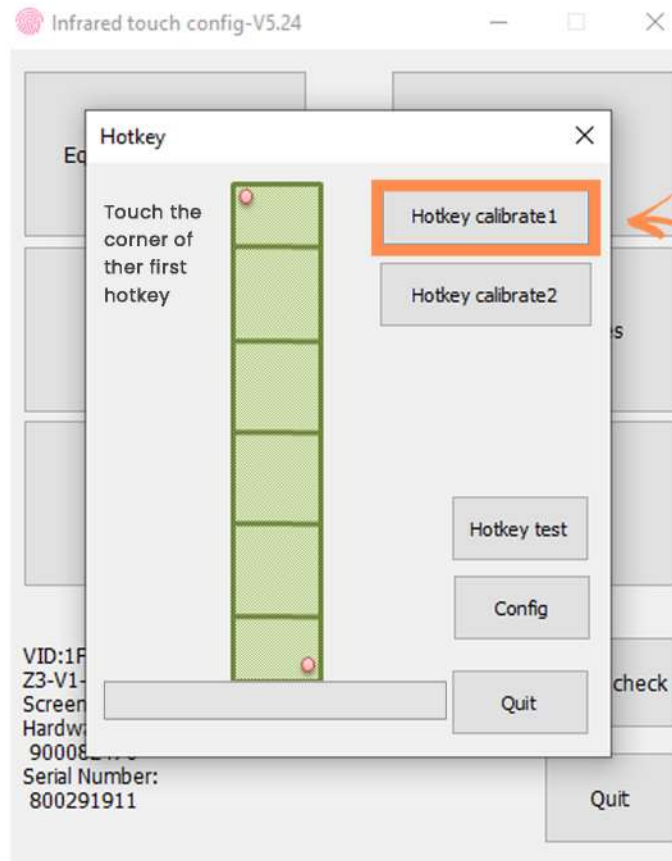 Infrared touch config-V5.24
Hotkey
Touch the
corner of
ther first
hotkey
Hotkey calibrate1
Hotkey calibrate2
Hotkey test
Config
Quit
check
Screen
Serial Number:
800291911
Quit